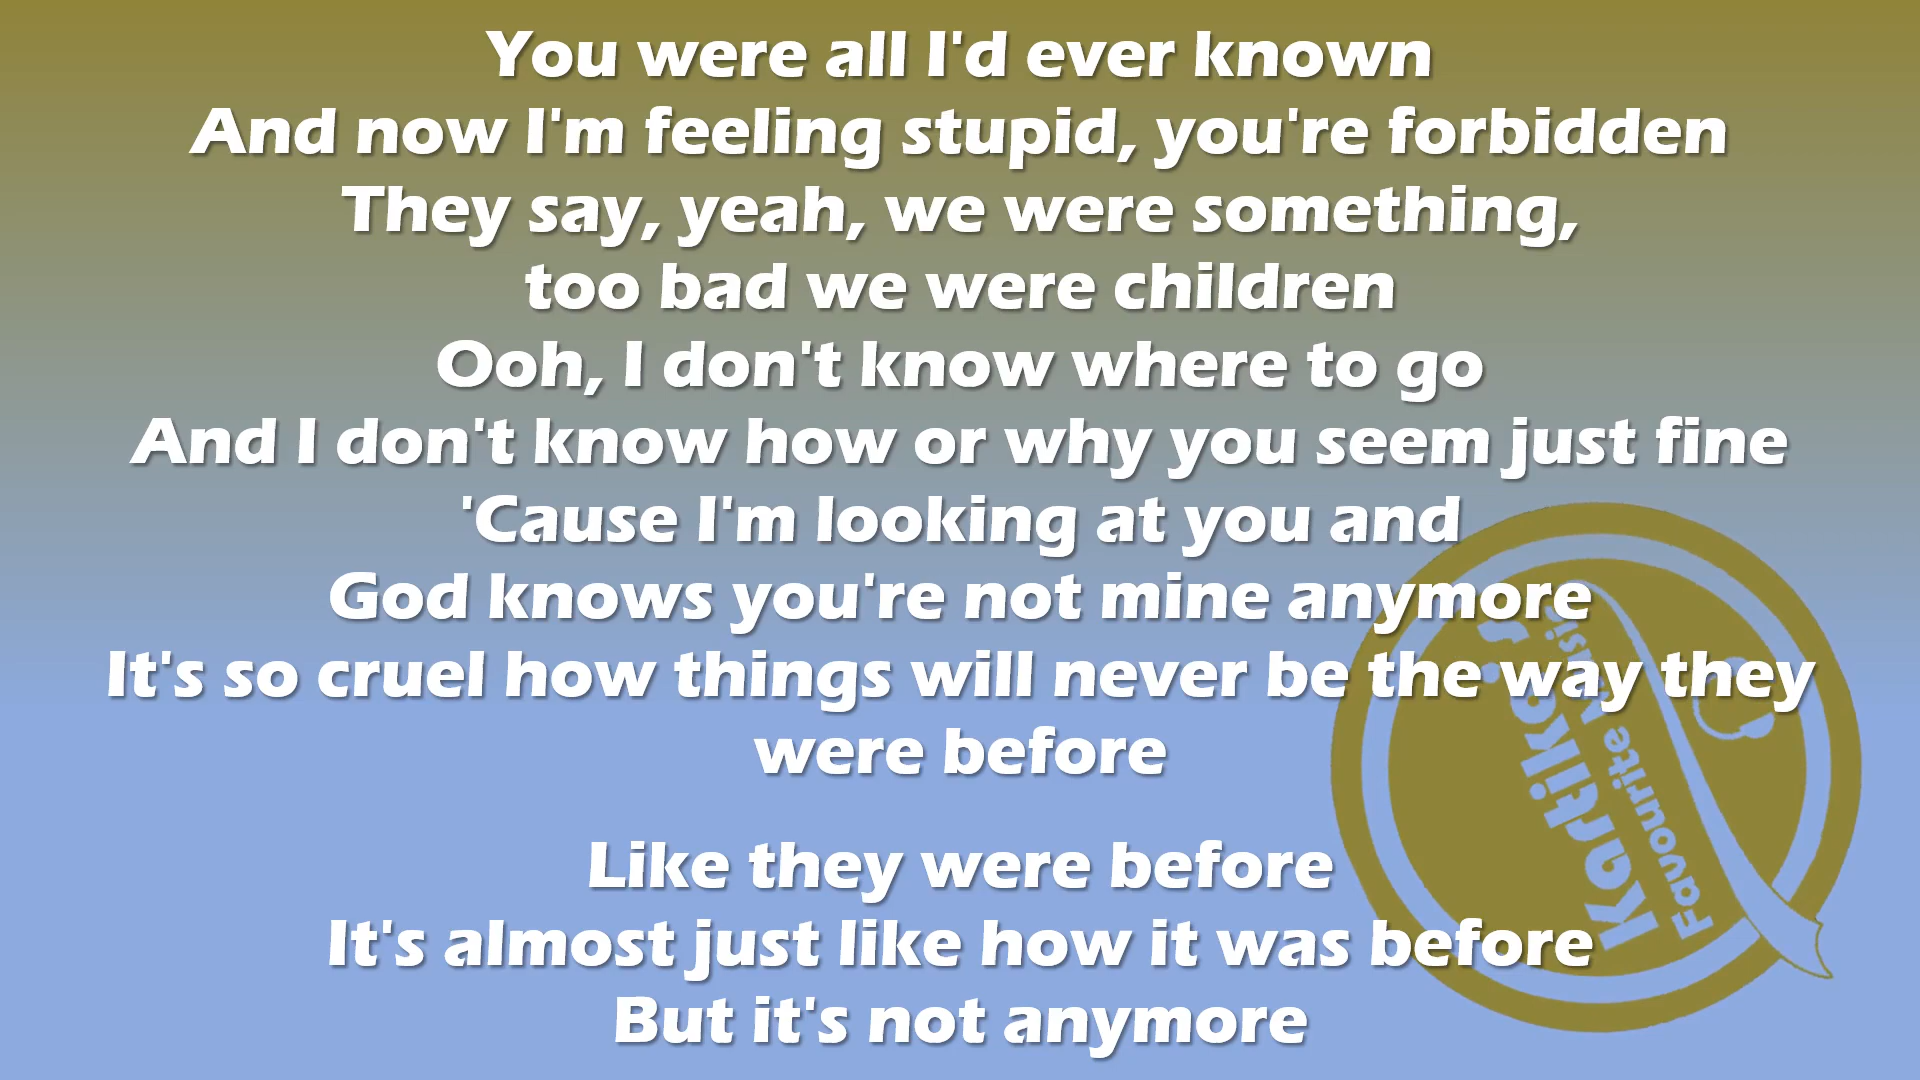 You were all I'd ever known
And now I'm feeling stupid, you're forbidden
They say, yeah, we were something,
too bad we were children
Ooh, I don't know where to go
And I don't know how or why you seem just fine
'Cause I'm looking at you and
God knows you're not mine anymore
It's so cruel how things will never be the way they
were before
Like they were before
It's almost just like how it was before
But it's not anymore
Kartik's
Favourite Music